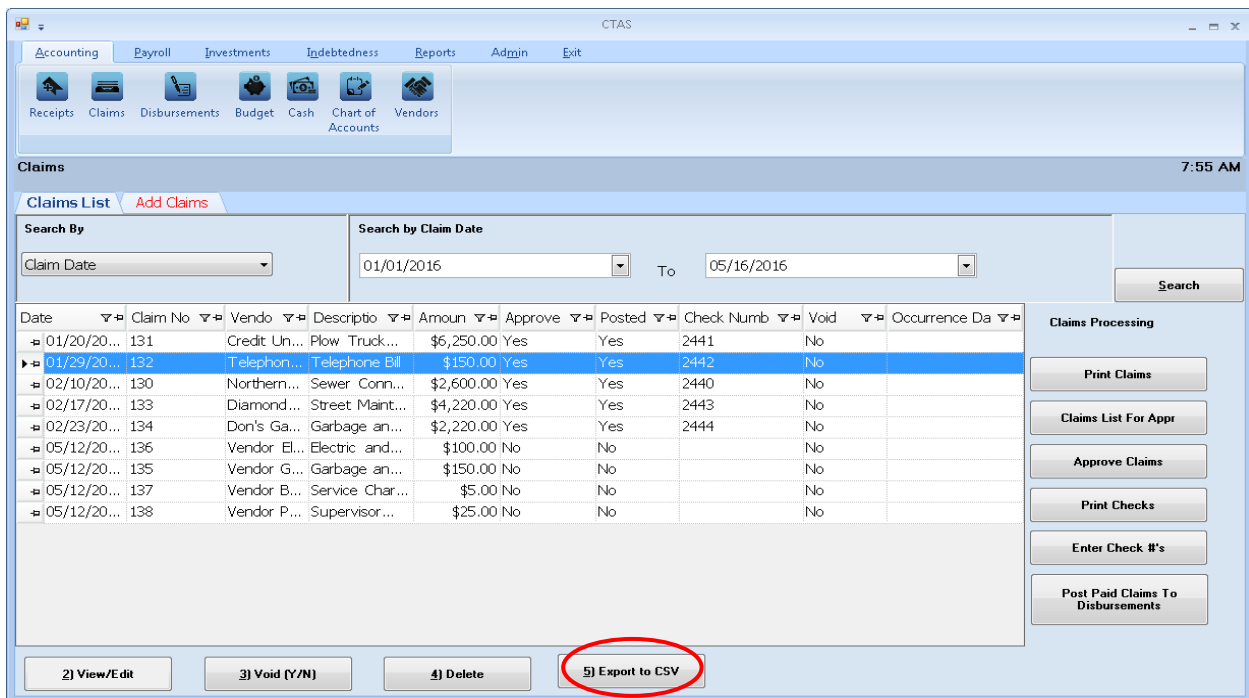 CTAS
Accounting Payroll Investments Indebtedness Reports Admin Exit
Receipts Claims Disbursements Budget Cash Chart of Accounts Vendors
Claims 7:55 AM
Claims List Add Claims
Search By Search by Claim Date
Claim Date 01/01/2016 To 05/16/2016
Search
Date Claim No Vendo Descriptio Amoun Approve Posted Check Numb Void Occurrence Da
01/20/20... 131 Credit Un... Plow Truck... $6,250.00 Yes Yes 2441 No
01/29/20... 132 Telephon... Telephone Bill $150.00 Yes Yes 2442 No
02/10/20... 130 Northern... Sewer Conn... $2,600.00 Yes Yes 2440 No
02/17/20... 133 Diamond... Street Maint... $4,220.00 Yes Yes 2443 No
02/23/20... 134 Don's Ga... Garbage an... $2,220.00 Yes Yes 2444 No
05/12/20... 136 Vendor El... Electric and... $100.00 No No No
05/12/20... 135 Vendor G... Garbage an... $150.00 No No No
05/12/20... 137 Vendor B... Service Char... $5.00 No No No
05/12/20... 138 Vendor P... Supervisor... $25.00 No No No
Claims Processing
Print Claims
Claims List For Appr
Approve Claims
Print Checks
Enter Check #'s
Post Paid Claims To
Disbursements
2) View/Edit 3) Void (Y/N) 4) Delete 5) Export to CSV